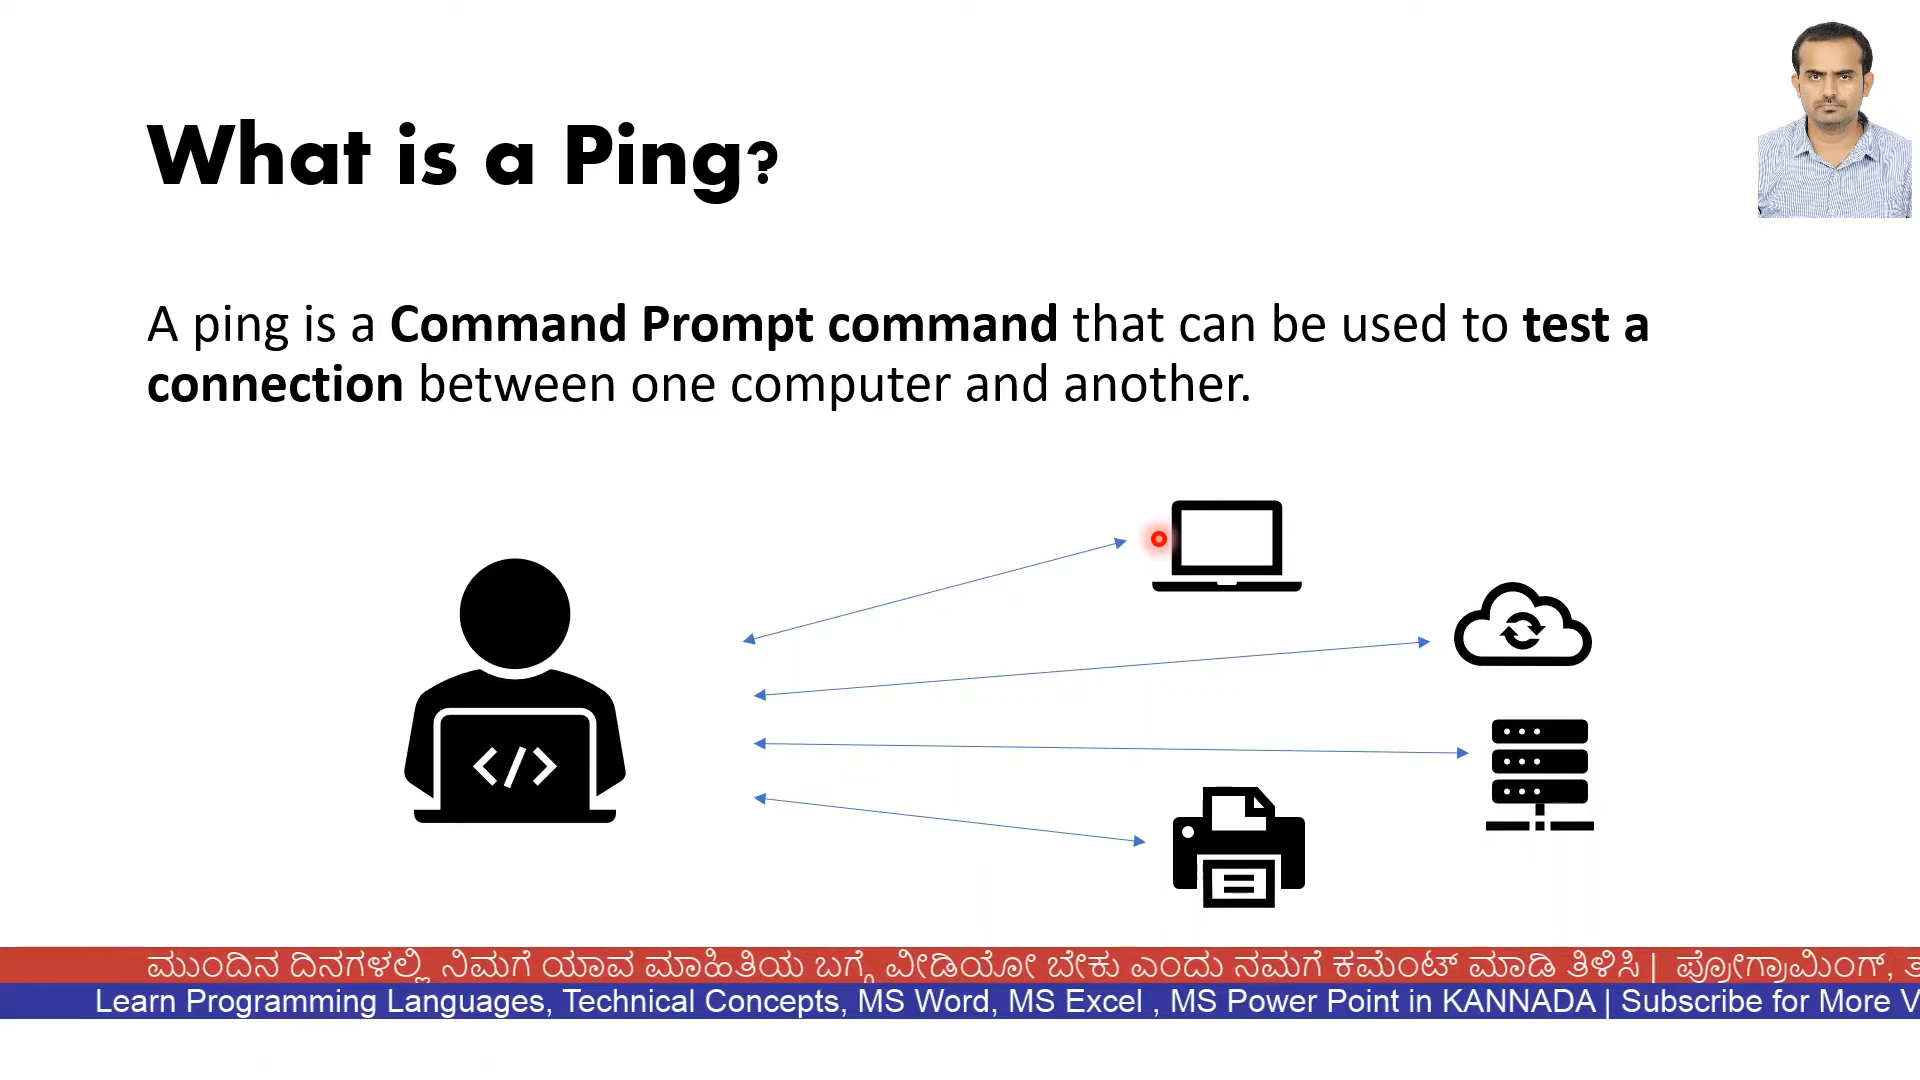 What is a Ping?
A ping is a Command Prompt command that can be used to test a
connection between one computer and another.
</>
ಮುಂದಿನ ದಿನಗಳಲ್ಲಿ ನಿಮಗೆ ಯಾವ ಮಾಹಿತಿಯ ಬಗ್ಗೆ ವೀಡಿಯೋ ಬೇಕು ಎಂದು ನಮಗೆ ಕಮೆಂಟ್ ಮಾಡಿ ತಿಳಿಸಿ | ಪ್ರೋಗ್ರಾಮಿಂಗ್,
Learn Programming Languages, Technical Concepts, MS Word, MS Excel , MS Power Point in KANNADA | Subscribe for More